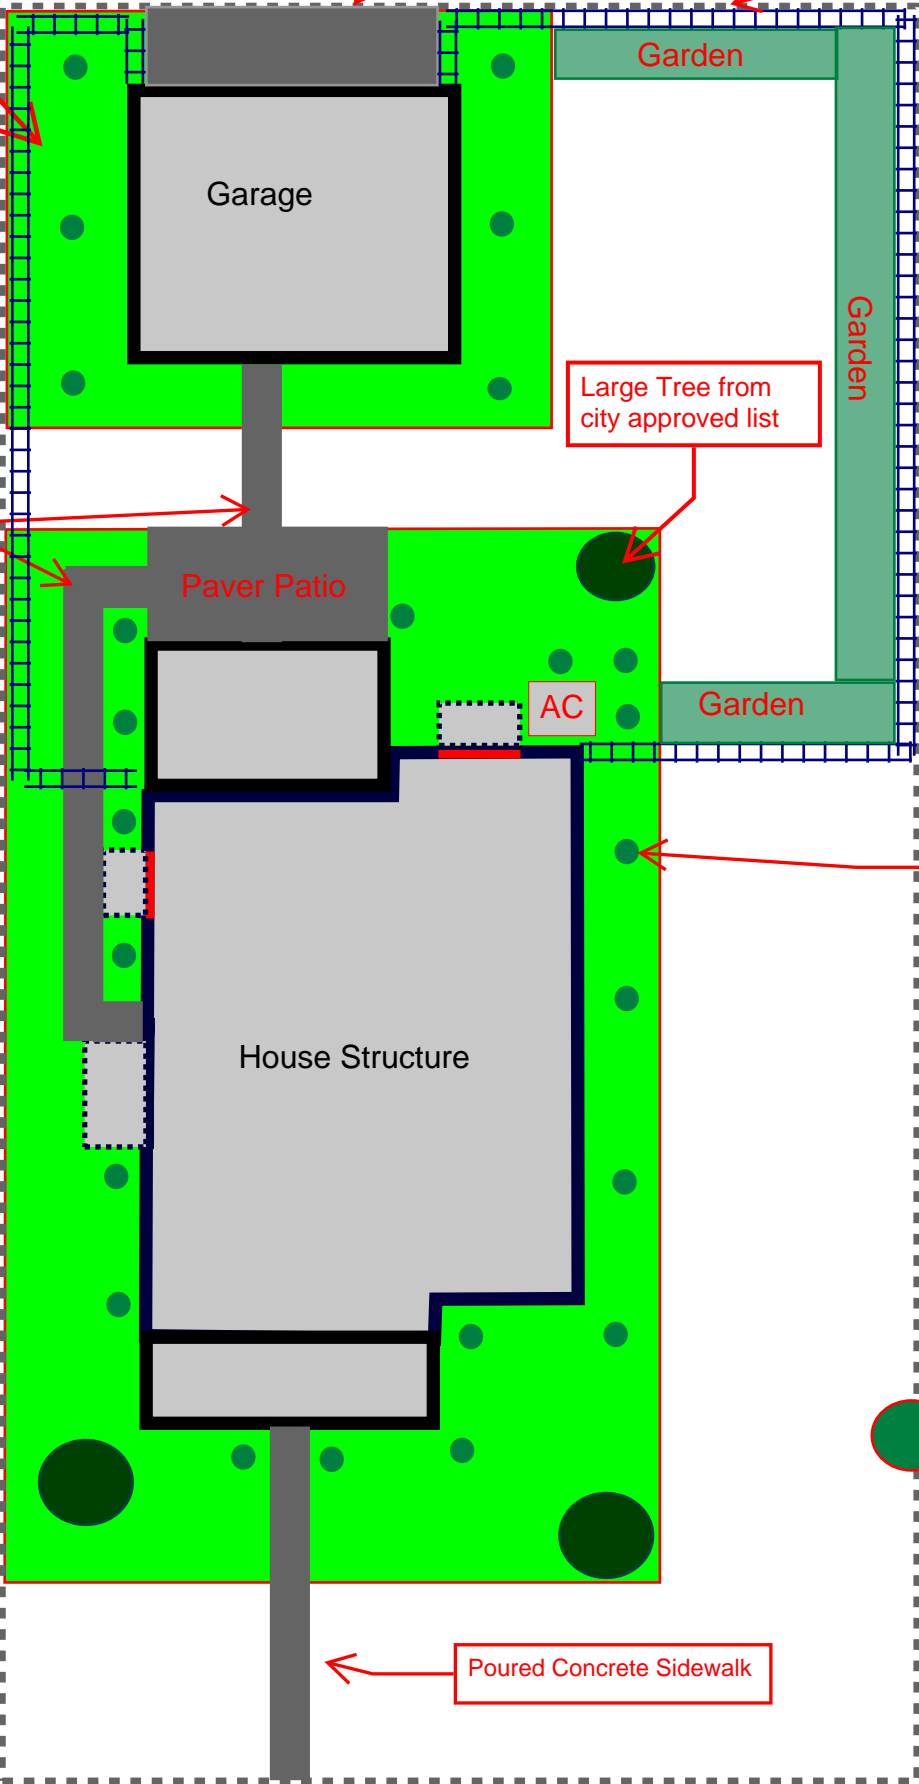 Garden
Garage
Garden
Large Tree from
city approved list
Paver Patio
AC
Garden
House Structure
Poured Concrete Sidewalk